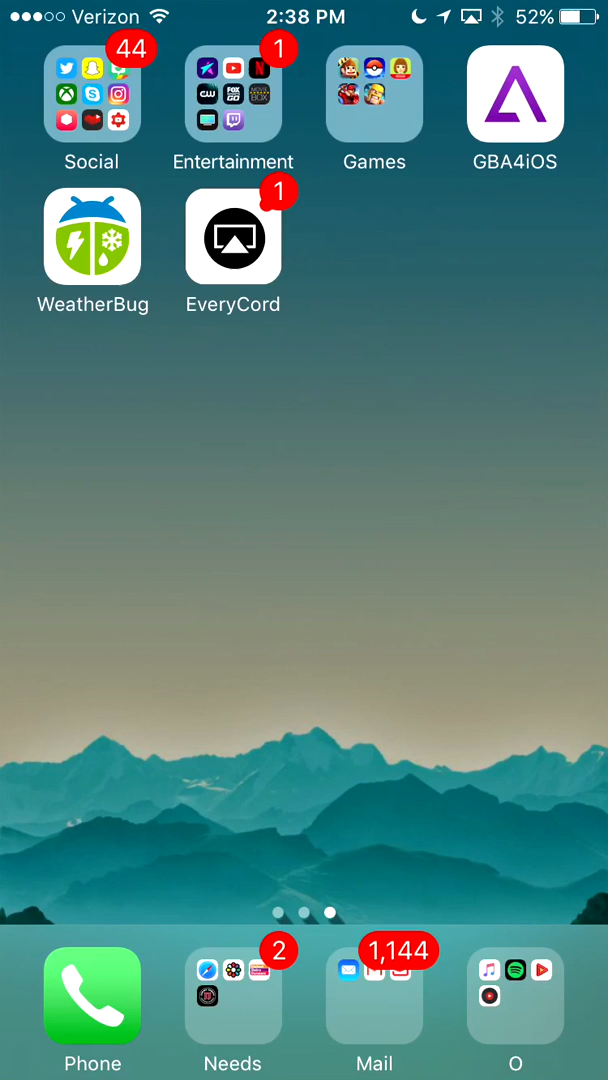 Verizon 2:38 PM 52%
44 1
Social Entertainment Games GBA4iOS
1
WeatherBug EveryCord
2 1,144
Phone Needs Mail O